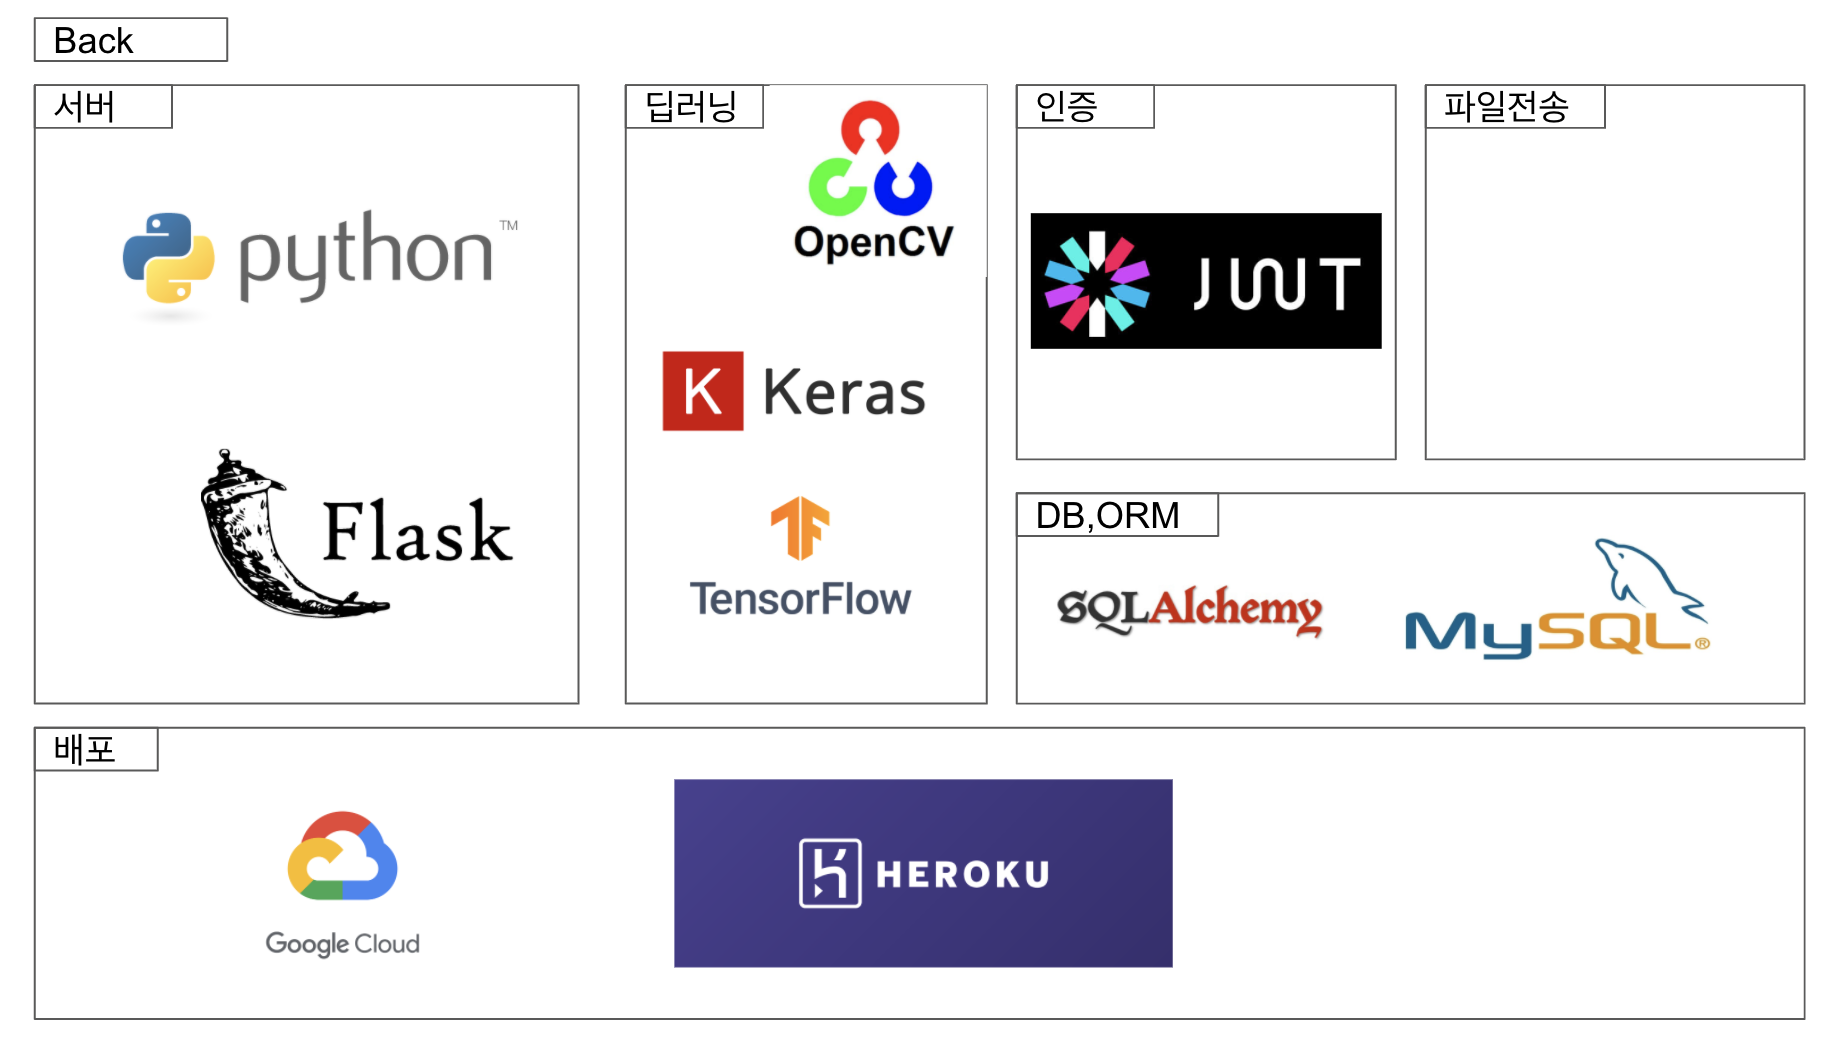 Back
서버
python™
Flask
딥러닝
OpenCV
K Keras
TensorFlow
인증
JWT
파일전송
DB,ORM
SQLAlchemy
MySQL®
배포
Google Cloud
HEROKU